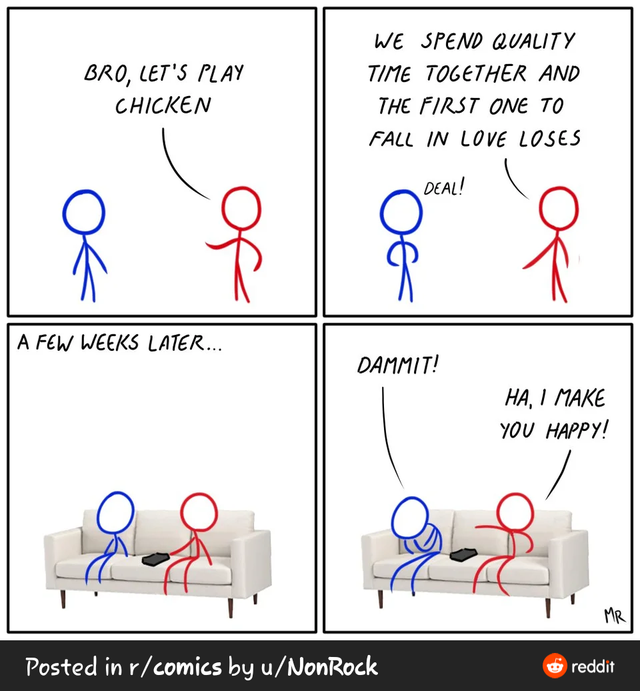 BRO, LET'S PLAY
CHICKEN
WE SPEND QUALITY
TIME TOGETHER AND
THE FIRST ONE TO
FALL IN LOVE LOSES
DEAL!
A FEW WEEKS LATER...
DAMMIT!
HA, I MAKE
YOU HAPPY!
MR
Posted in r/comics by u/NonRock
reddit